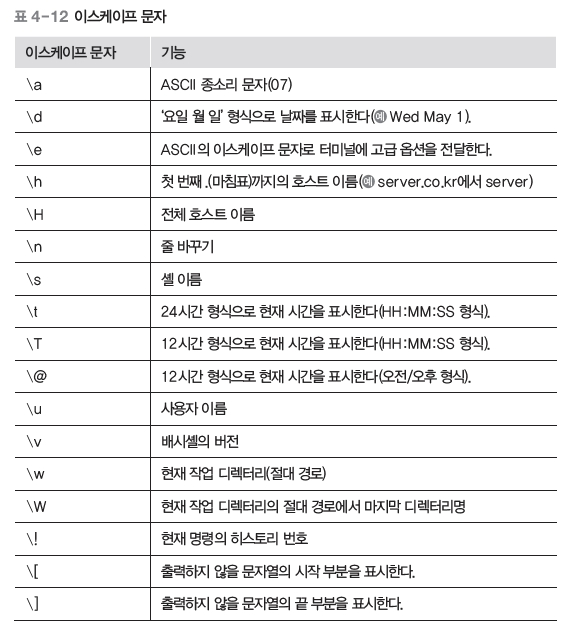 표 4-12 이스케이프 문자
이스케이프 문자 기능
\a ASCII 종소리 문자(07)
\d ‘요일 월 일’ 형식으로 날짜를 표시한다(예 Wed May 1).
\e ASCII의 이스케이프 문자로 터미널에 고급 옵션을 전달한다.
\h 첫 번째 .(마침표)까지의 호스트 이름(예 server.co.kr에서 server)
\H 전체 호스트 이름
\n 줄 바꾸기
\s 셸 이름
\t 24시간 형식으로 현재 시간을 표시한다(HH:MM:SS 형식).
\T 12시간 형식으로 현재 시간을 표시한다(HH:MM:SS 형식).
\@ 12시간 형식으로 현재 시간을 표시한다(오전/오후 형식).
\u 사용자 이름
\v 배시셸의 버전
\w 현재 작업 디렉터리(절대 경로)
\W 현재 작업 디렉터리의 절대 경로에서 마지막 디렉터리명
\! 현재 명령의 히스토리 번호
\[ 출력하지 않을 문자열의 시작 부분을 표시한다.
\] 출력하지 않을 문자열의 끝 부분을 표시한다.